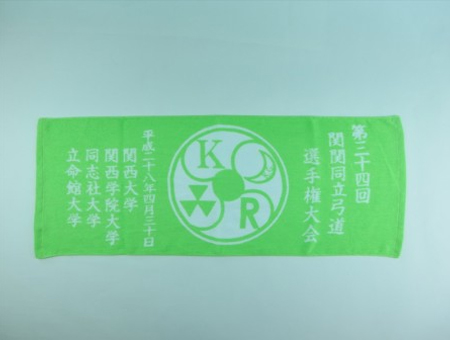 第三十四回
関関同立弓道
選手権大会
K
R
平成二十八年四月三十日
関西大学
関西学院大学
同志社大学
立命館大学